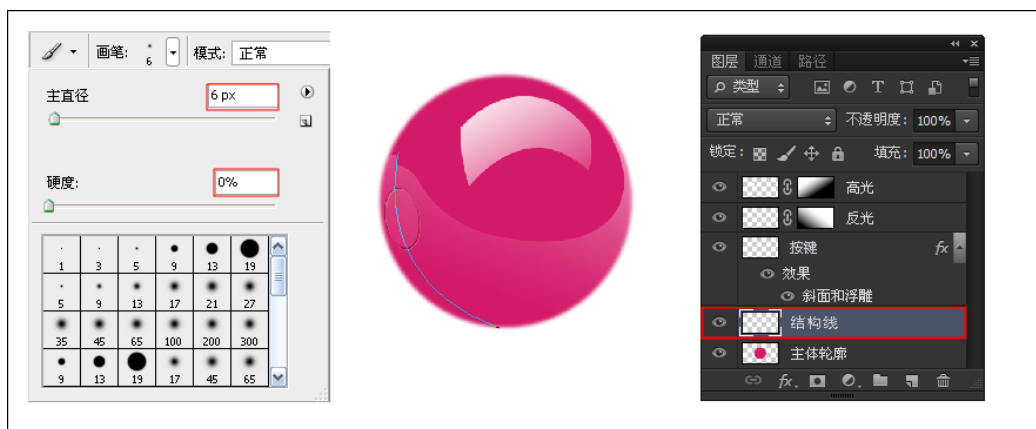 画笔: 6 模式: 正常
主直径 6 px
硬度: 0%
1 3 5 9 13 19
5 9 13 17 21 27
35 45 65 100 200 300
9 13 19 17 45 65
图层 通道 路径
类型
正常 不透明度: 100%
锁定: 填充: 100%
高光
反光
按键 fx
效果
斜面和浮雕
结构线
主体轮廓
fx.